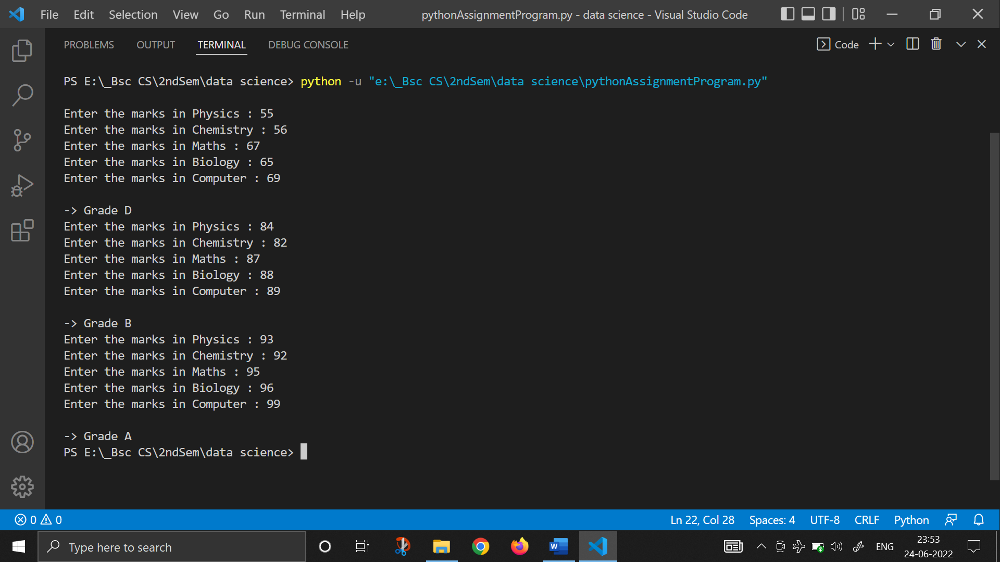 File Edit Selection View Go Run Terminal Help pythonAssignmentProgram.py - data science - Visual Studio Code
PROBLEMS OUTPUT TERMINAL DEBUG CONSOLE Code
PS E:\_Bsc CS\2ndSem\data science> python -u "e:\_Bsc CS\2ndSem\data science\pythonAssignmentProgram.py"
Enter the marks in Physics : 55
Enter the marks in Chemistry : 56
Enter the marks in Maths : 67
Enter the marks in Biology : 65
Enter the marks in Computer : 69
-> Grade D
Enter the marks in Physics : 84
Enter the marks in Chemistry : 82
Enter the marks in Maths : 87
Enter the marks in Biology : 88
Enter the marks in Computer : 89
-> Grade B
Enter the marks in Physics : 93
Enter the marks in Chemistry : 92
Enter the marks in Maths : 95
Enter the marks in Biology : 96
Enter the marks in Computer : 99
-> Grade A
PS E:\_Bsc CS\2ndSem\data science>
0 0 Ln 22, Col 28 Spaces: 4 UTF-8 CRLF Python
Type here to search W ENG 23:53
24-06-2022